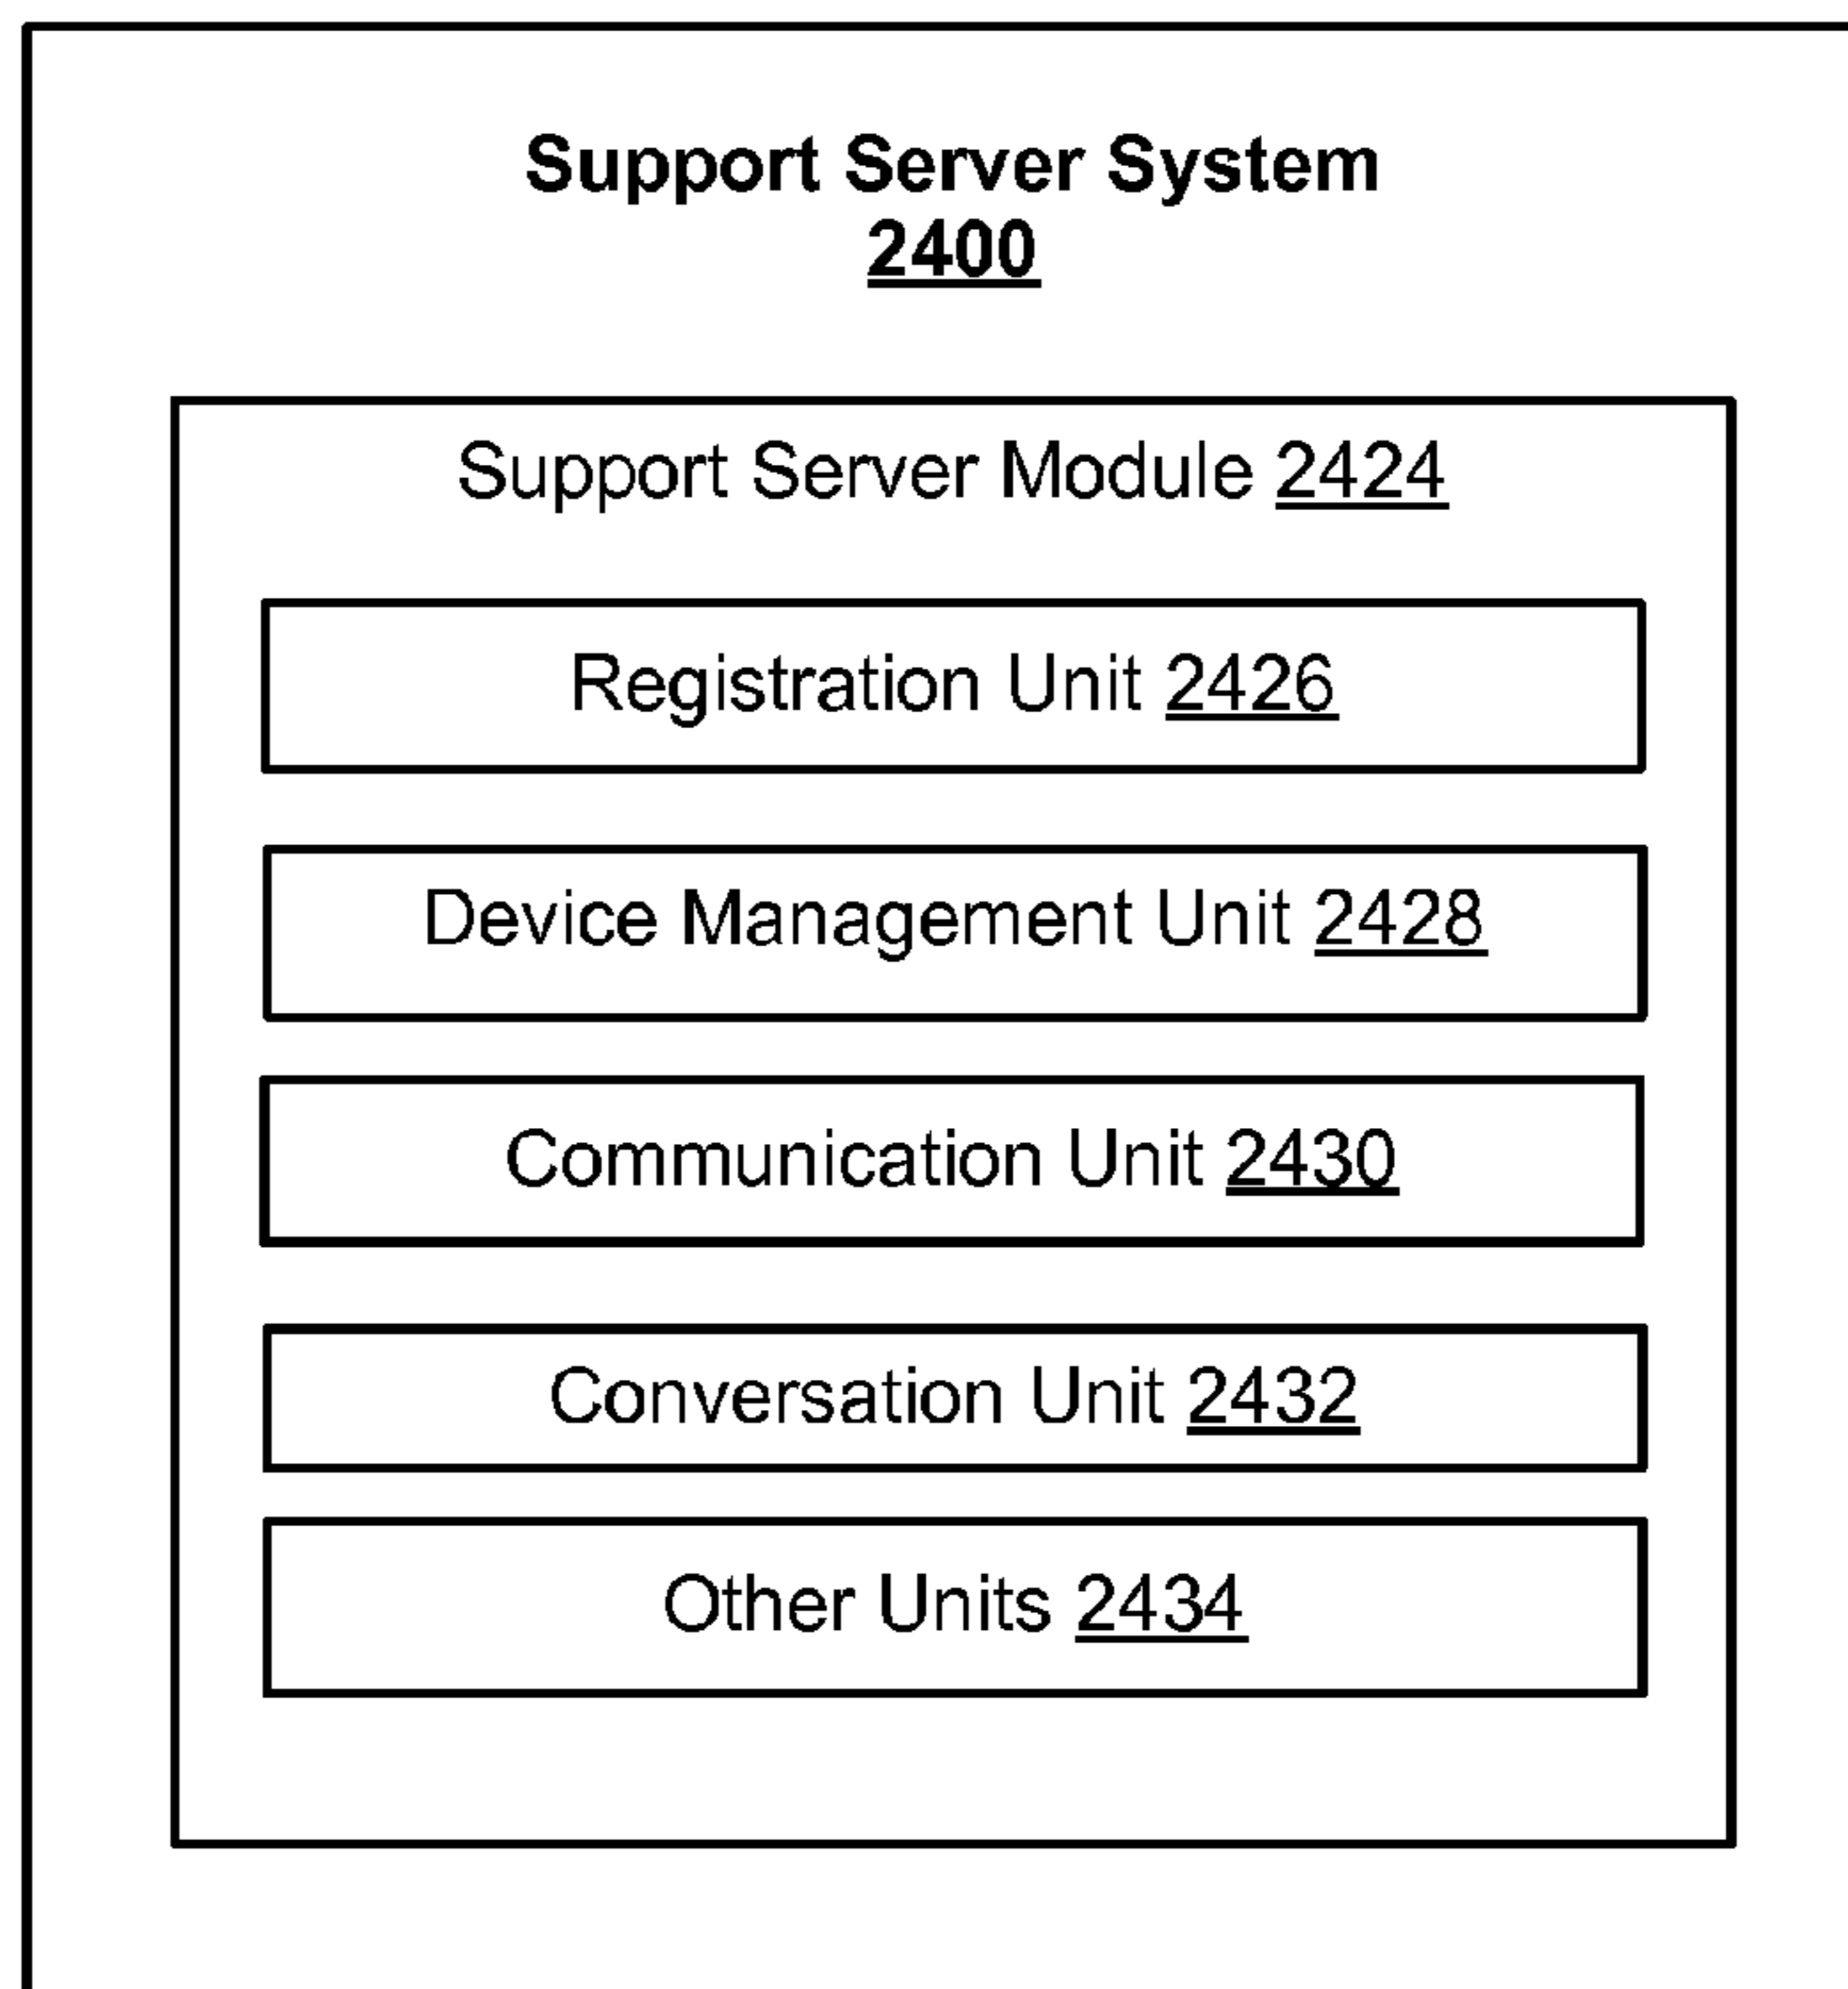 Support Server System
2400
Support Server Module 2424
Registration Unit 2426
Device Management Unit 2428
Communication Unit 2430
Conversation Unit 2432
Other Units 2434